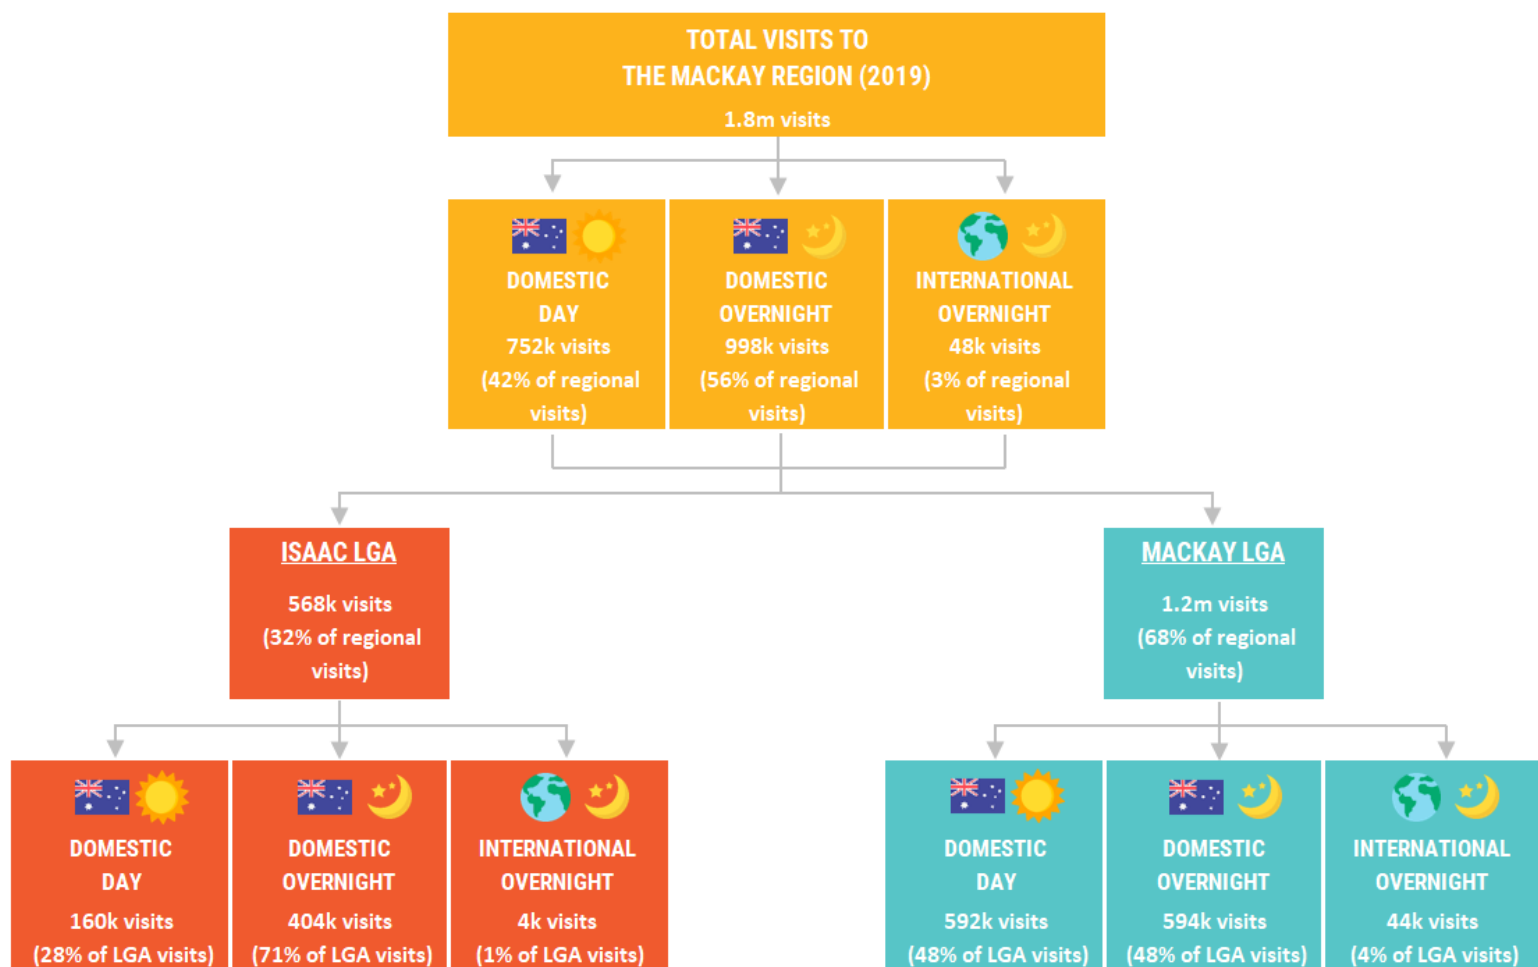 TOTAL VISITS TO
THE MACKAY REGION (2019)
1.8m visits
DOMESTIC
DAY
752k visits
(42% of regional
visits)
DOMESTIC
OVERNIGHT
998k visits
(56% of regional
visits)
INTERNATIONAL
OVERNIGHT
48k visits
(3% of regional
visits)
ISAAC LGA
568k visits
(32% of regional
visits)
MACKAY LGA
1.2m visits
(68% of regional
visits)
DOMESTIC
DAY
160k visits
(28% of LGA visits)
DOMESTIC
OVERNIGHT
404k visits
(71% of LGA visits)
INTERNATIONAL
OVERNIGHT
4k visits
(1% of LGA visits)
DOMESTIC
DAY
592k visits
(48% of LGA visits)
DOMESTIC
OVERNIGHT
594k visits
(48% of LGA visits)
INTERNATIONAL
OVERNIGHT
44k visits
(4% of LGA visits)